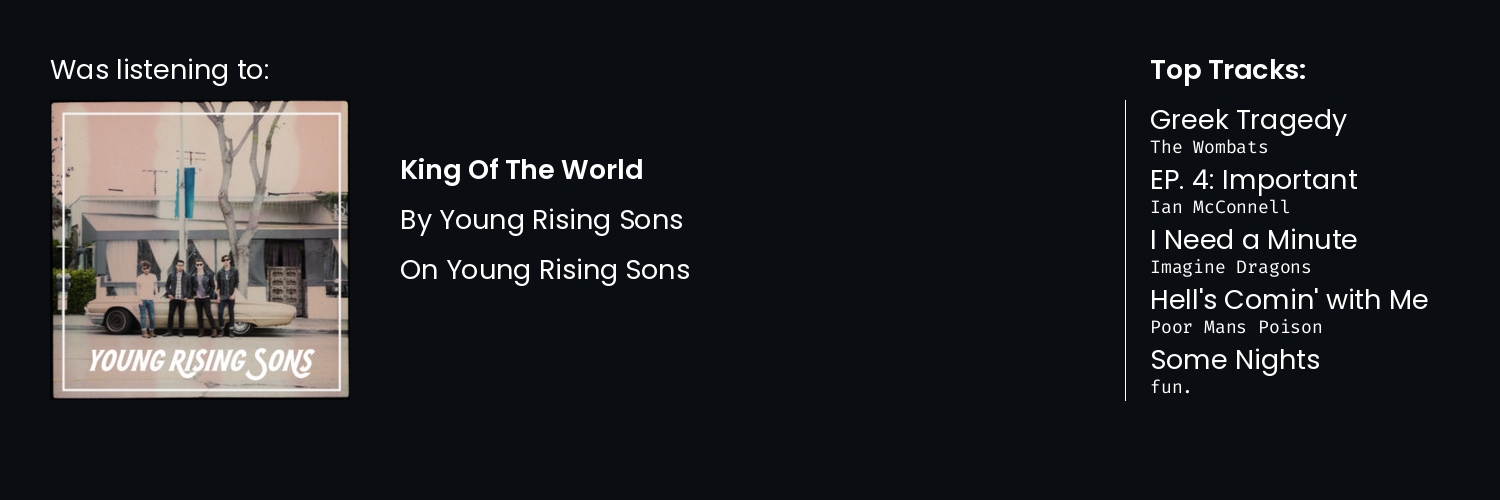 Was listening to:
YOUNG RISING SONS
King Of The World
By Young Rising Sons
On Young Rising Sons
Top Tracks:
Greek Tragedy
The Wombats
EP. 4: Important
Ian McConnell
I Need a Minute
Imagine Dragons
Hell's Comin' with Me
Poor Mans Poison
Some Nights
fun.